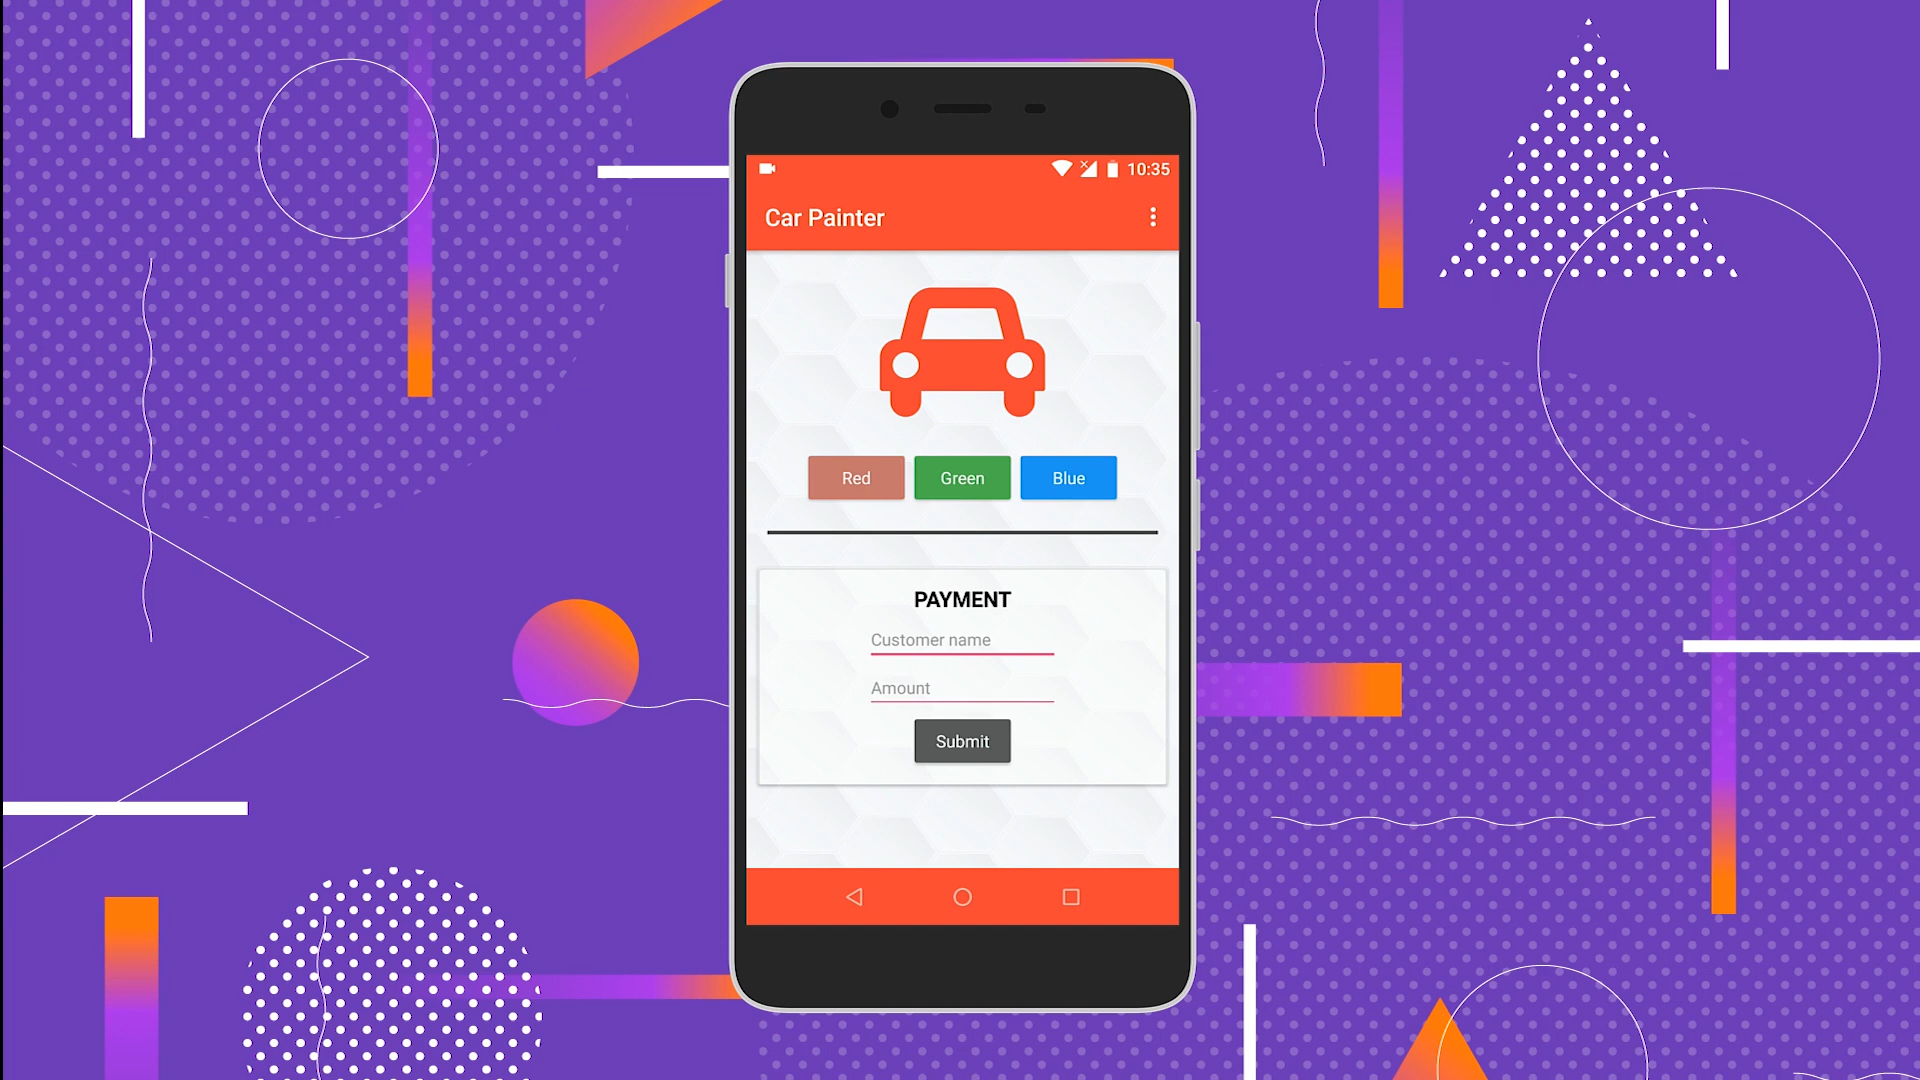 10:35
Car Painter
Red Green Blue
PAYMENT
Customer name
Amount
Submit